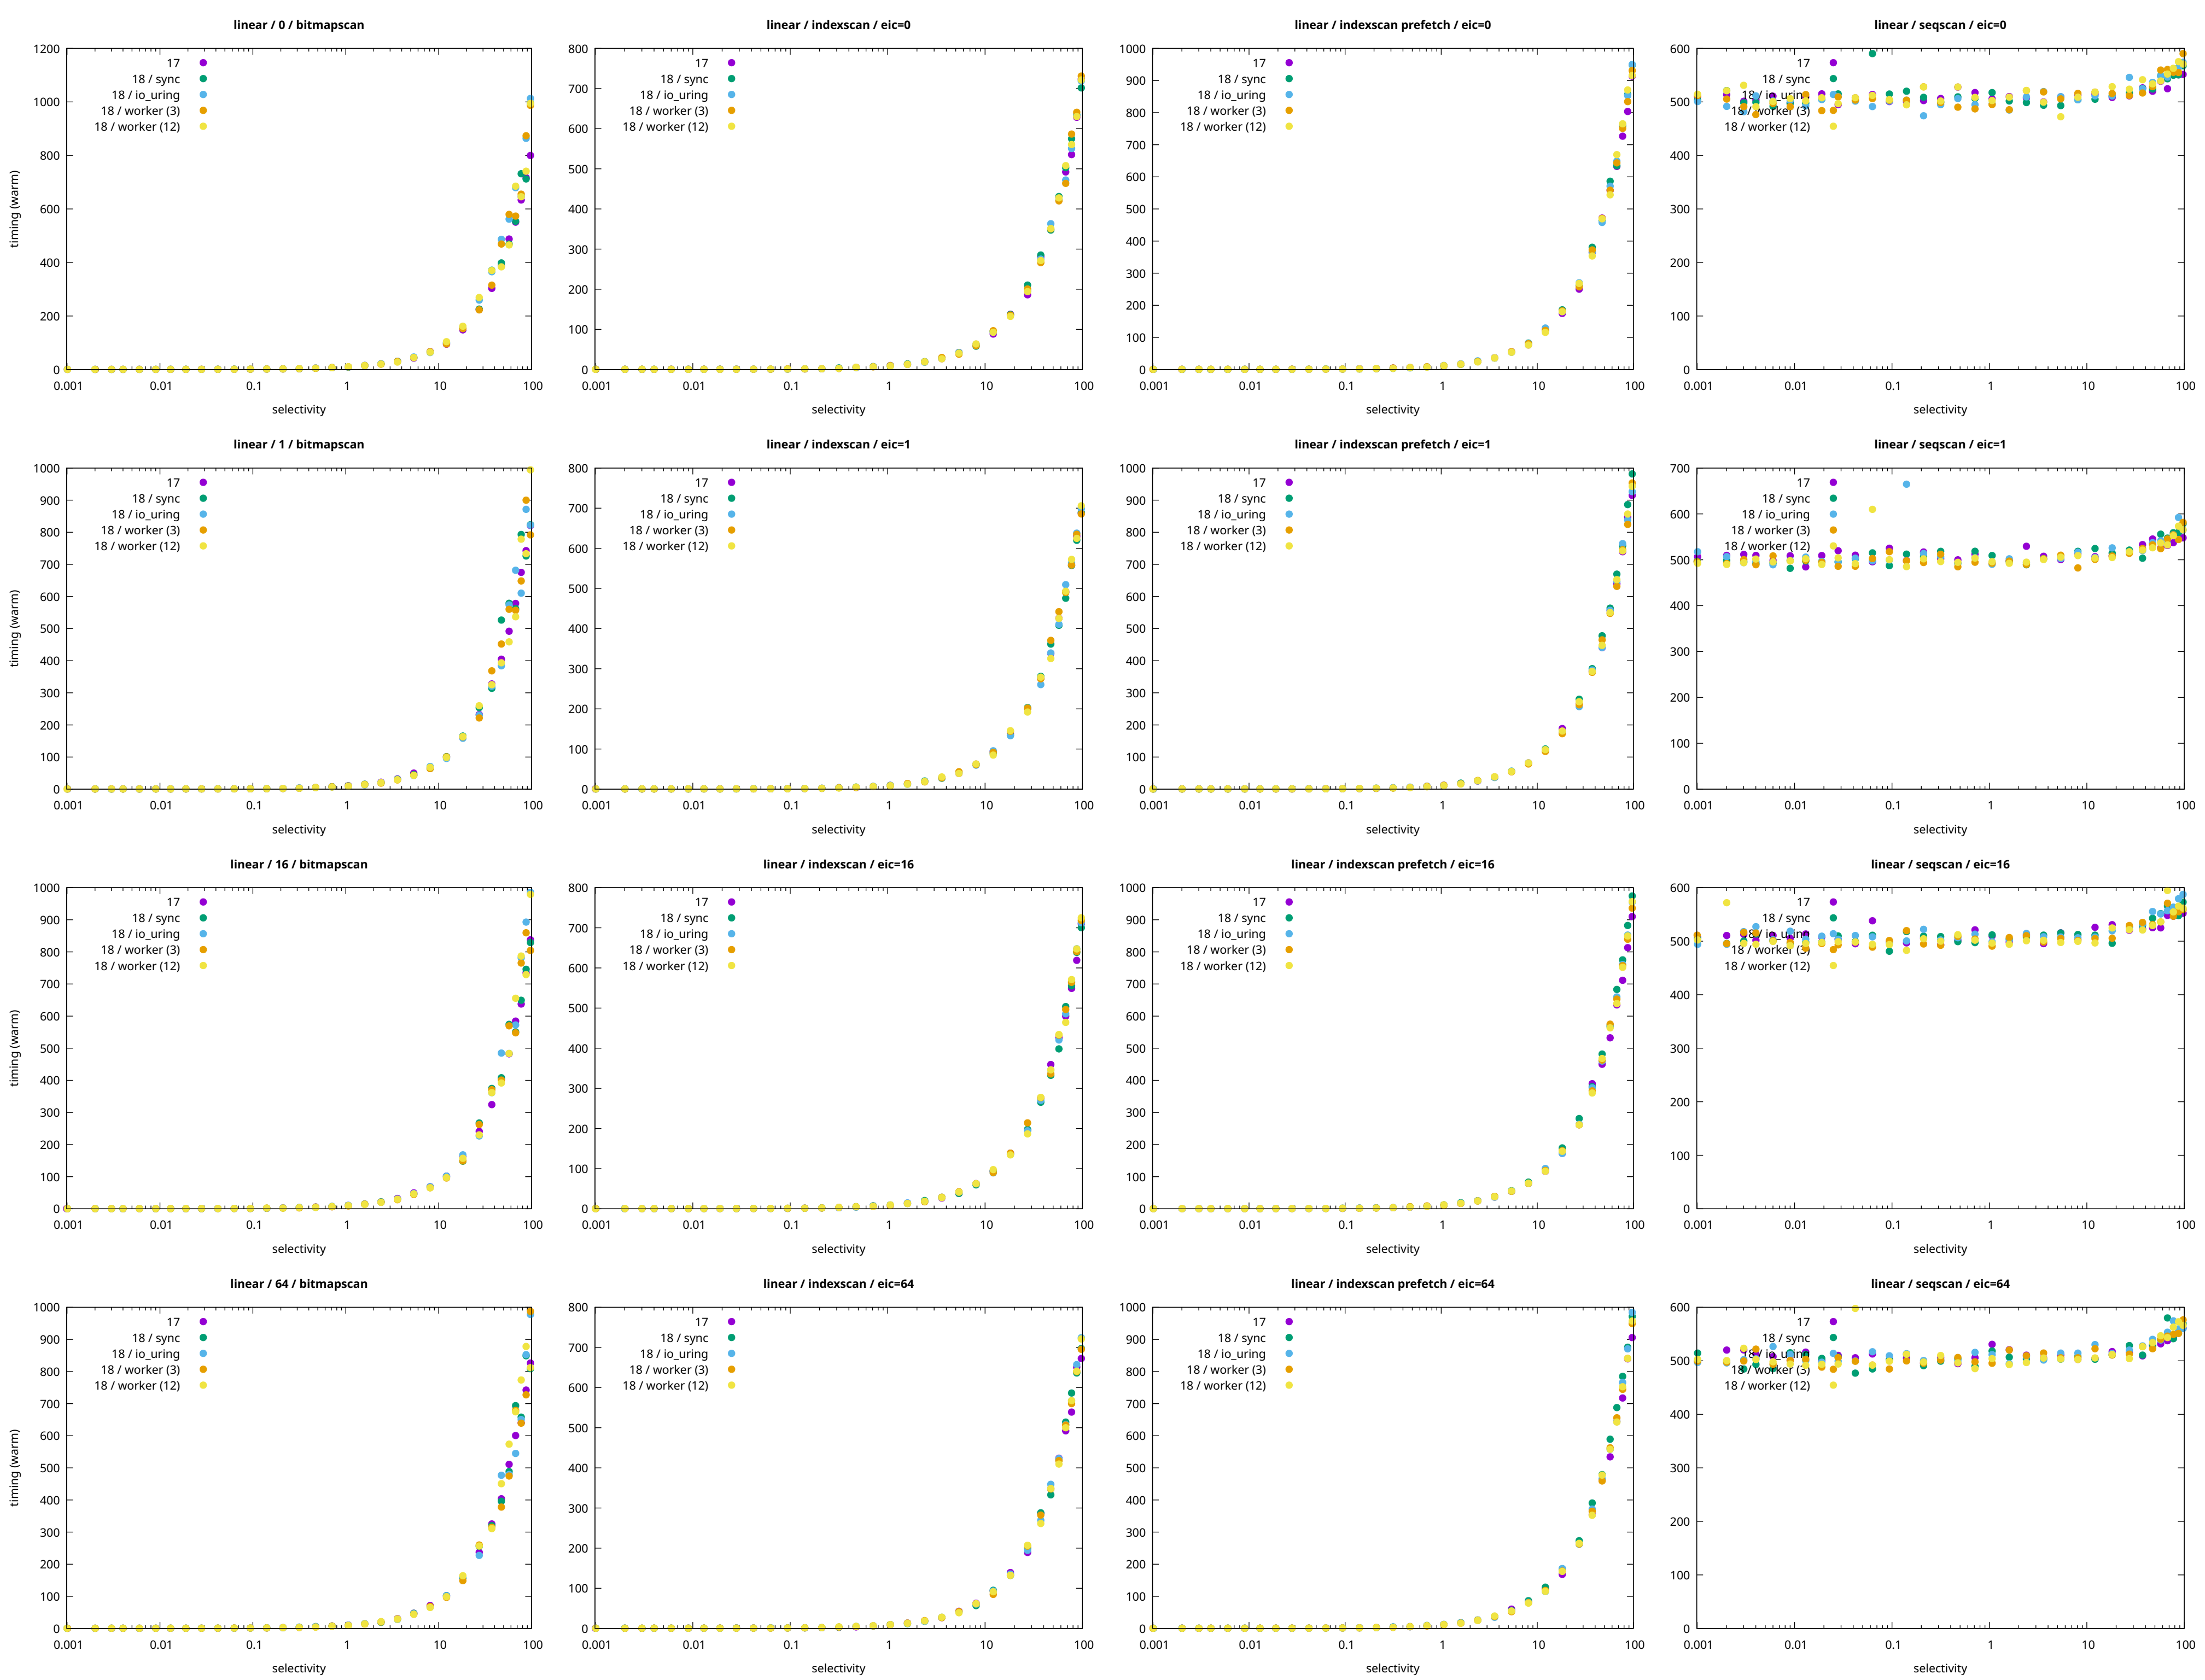 linear / 0 / bitmapscan
1200
1000
800
600
400
200
0
timing (warm)
17
18 / sync
18 / io_uring
18 / worker (3)
18 / worker (12)
0.001 0.01 0.1 1 10 100
selectivity
linear / indexscan / eic=0
800
700
600
500
400
300
200
100
0
17
18 / sync
18 / io_uring
18 / worker (3)
18 / worker (12)
0.001 0.01 0.1 1 10 100
selectivity
linear / indexscan prefetch / eic=0
1000
900
800
700
600
500
400
300
200
100
0
17
18 / sync
18 / io_uring
18 / worker (3)
18 / worker (12)
0.001 0.01 0.1 1 10 100
selectivity
linear / seqscan / eic=0
600
500
400
300
200
100
0
17
18 / sync
18 / io_uring
18 / worker (3)
18 / worker (12)
0.001 0.01 0.1 1 10 100
selectivity
linear / 1 / bitmapscan
1000
900
800
700
600
500
400
300
200
100
0
timing (warm)
17
18 / sync
18 / io_uring
18 / worker (3)
18 / worker (12)
0.001 0.01 0.1 1 10 100
selectivity
linear / indexscan / eic=1
800
700
600
500
400
300
200
100
0
17
18 / sync
18 / io_uring
18 / worker (3)
18 / worker (12)
0.001 0.01 0.1 1 10 100
selectivity
linear / indexscan prefetch / eic=1
1000
900
800
700
600
500
400
300
200
100
0
17
18 / sync
18 / io_uring
18 / worker (3)
18 / worker (12)
0.001 0.01 0.1 1 10 100
selectivity
linear / seqscan / eic=1
700
600
500
400
300
200
100
0
17
18 / sync
18 / io_uring
18 / worker (3)
18 / worker (12)
0.001 0.01 0.1 1 10 100
selectivity
linear / 16 / bitmapscan
1000
900
800
700
600
500
400
300
200
100
0
timing (warm)
17
18 / sync
18 / io_uring
18 / worker (3)
18 / worker (12)
0.001 0.01 0.1 1 10 100
selectivity
linear / indexscan / eic=16
800
700
600
500
400
300
200
100
0
17
18 / sync
18 / io_uring
18 / worker (3)
18 / worker (12)
0.001 0.01 0.1 1 10 100
selectivity
linear / indexscan prefetch / eic=16
1000
900
800
700
600
500
400
300
200
100
0
17
18 / sync
18 / io_uring
18 / worker (3)
18 / worker (12)
0.001 0.01 0.1 1 10 100
selectivity
linear / seqscan / eic=16
600
500
400
300
200
100
0
17
18 / sync
18 / io_uring
18 / worker (3)
18 / worker (12)
0.001 0.01 0.1 1 10 100
selectivity
linear / 64 / bitmapscan
1000
900
800
700
600
500
400
300
200
100
0
timing (warm)
17
18 / sync
18 / io_uring
18 / worker (3)
18 / worker (12)
0.001 0.01 0.1 1 10 100
selectivity
linear / indexscan / eic=64
800
700
600
500
400
300
200
100
0
17
18 / sync
18 / io_uring
18 / worker (3)
18 / worker (12)
0.001 0.01 0.1 1 10 100
selectivity
linear / indexscan prefetch / eic=64
1000
900
800
700
600
500
400
300
200
100
0
17
18 / sync
18 / io_uring
18 / worker (3)
18 / worker (12)
0.001 0.01 0.1 1 10 100
selectivity
linear / seqscan / eic=64
600
500
400
300
200
100
0
17
18 / sync
18 / io_uring
18 / worker (3)
18 / worker (12)
0.001 0.01 0.1 1 10 100
selectivity